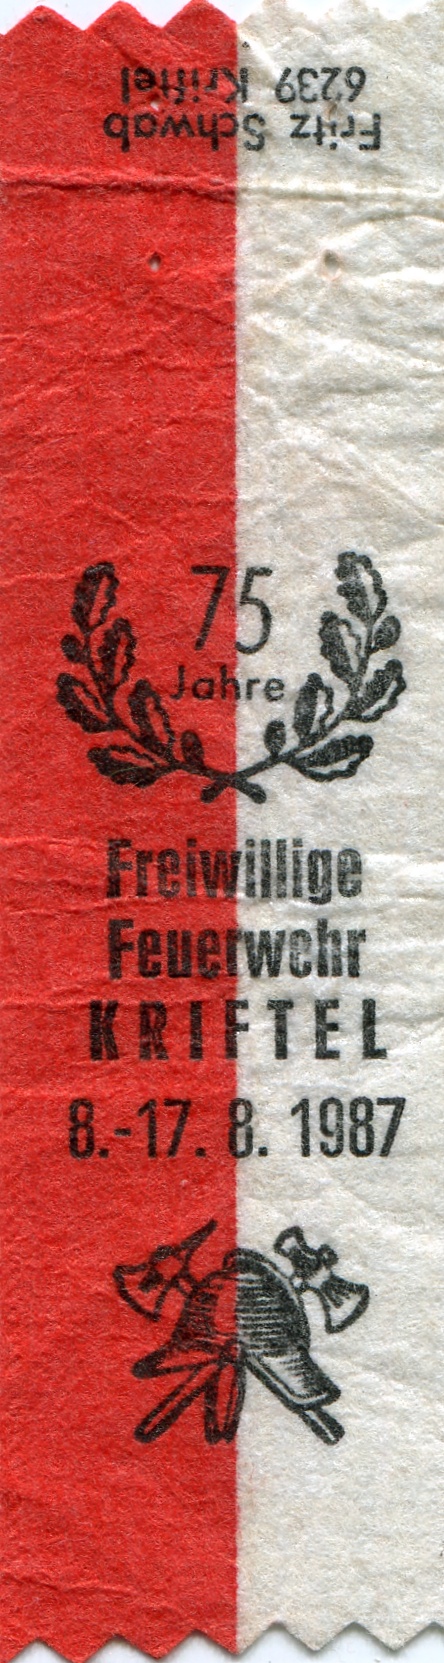 Fritz Schwab
6239 Kriftel
75
Jahre
Freiwillige
Feuerwehr
KRIFTEL
8.-17. 8. 1987